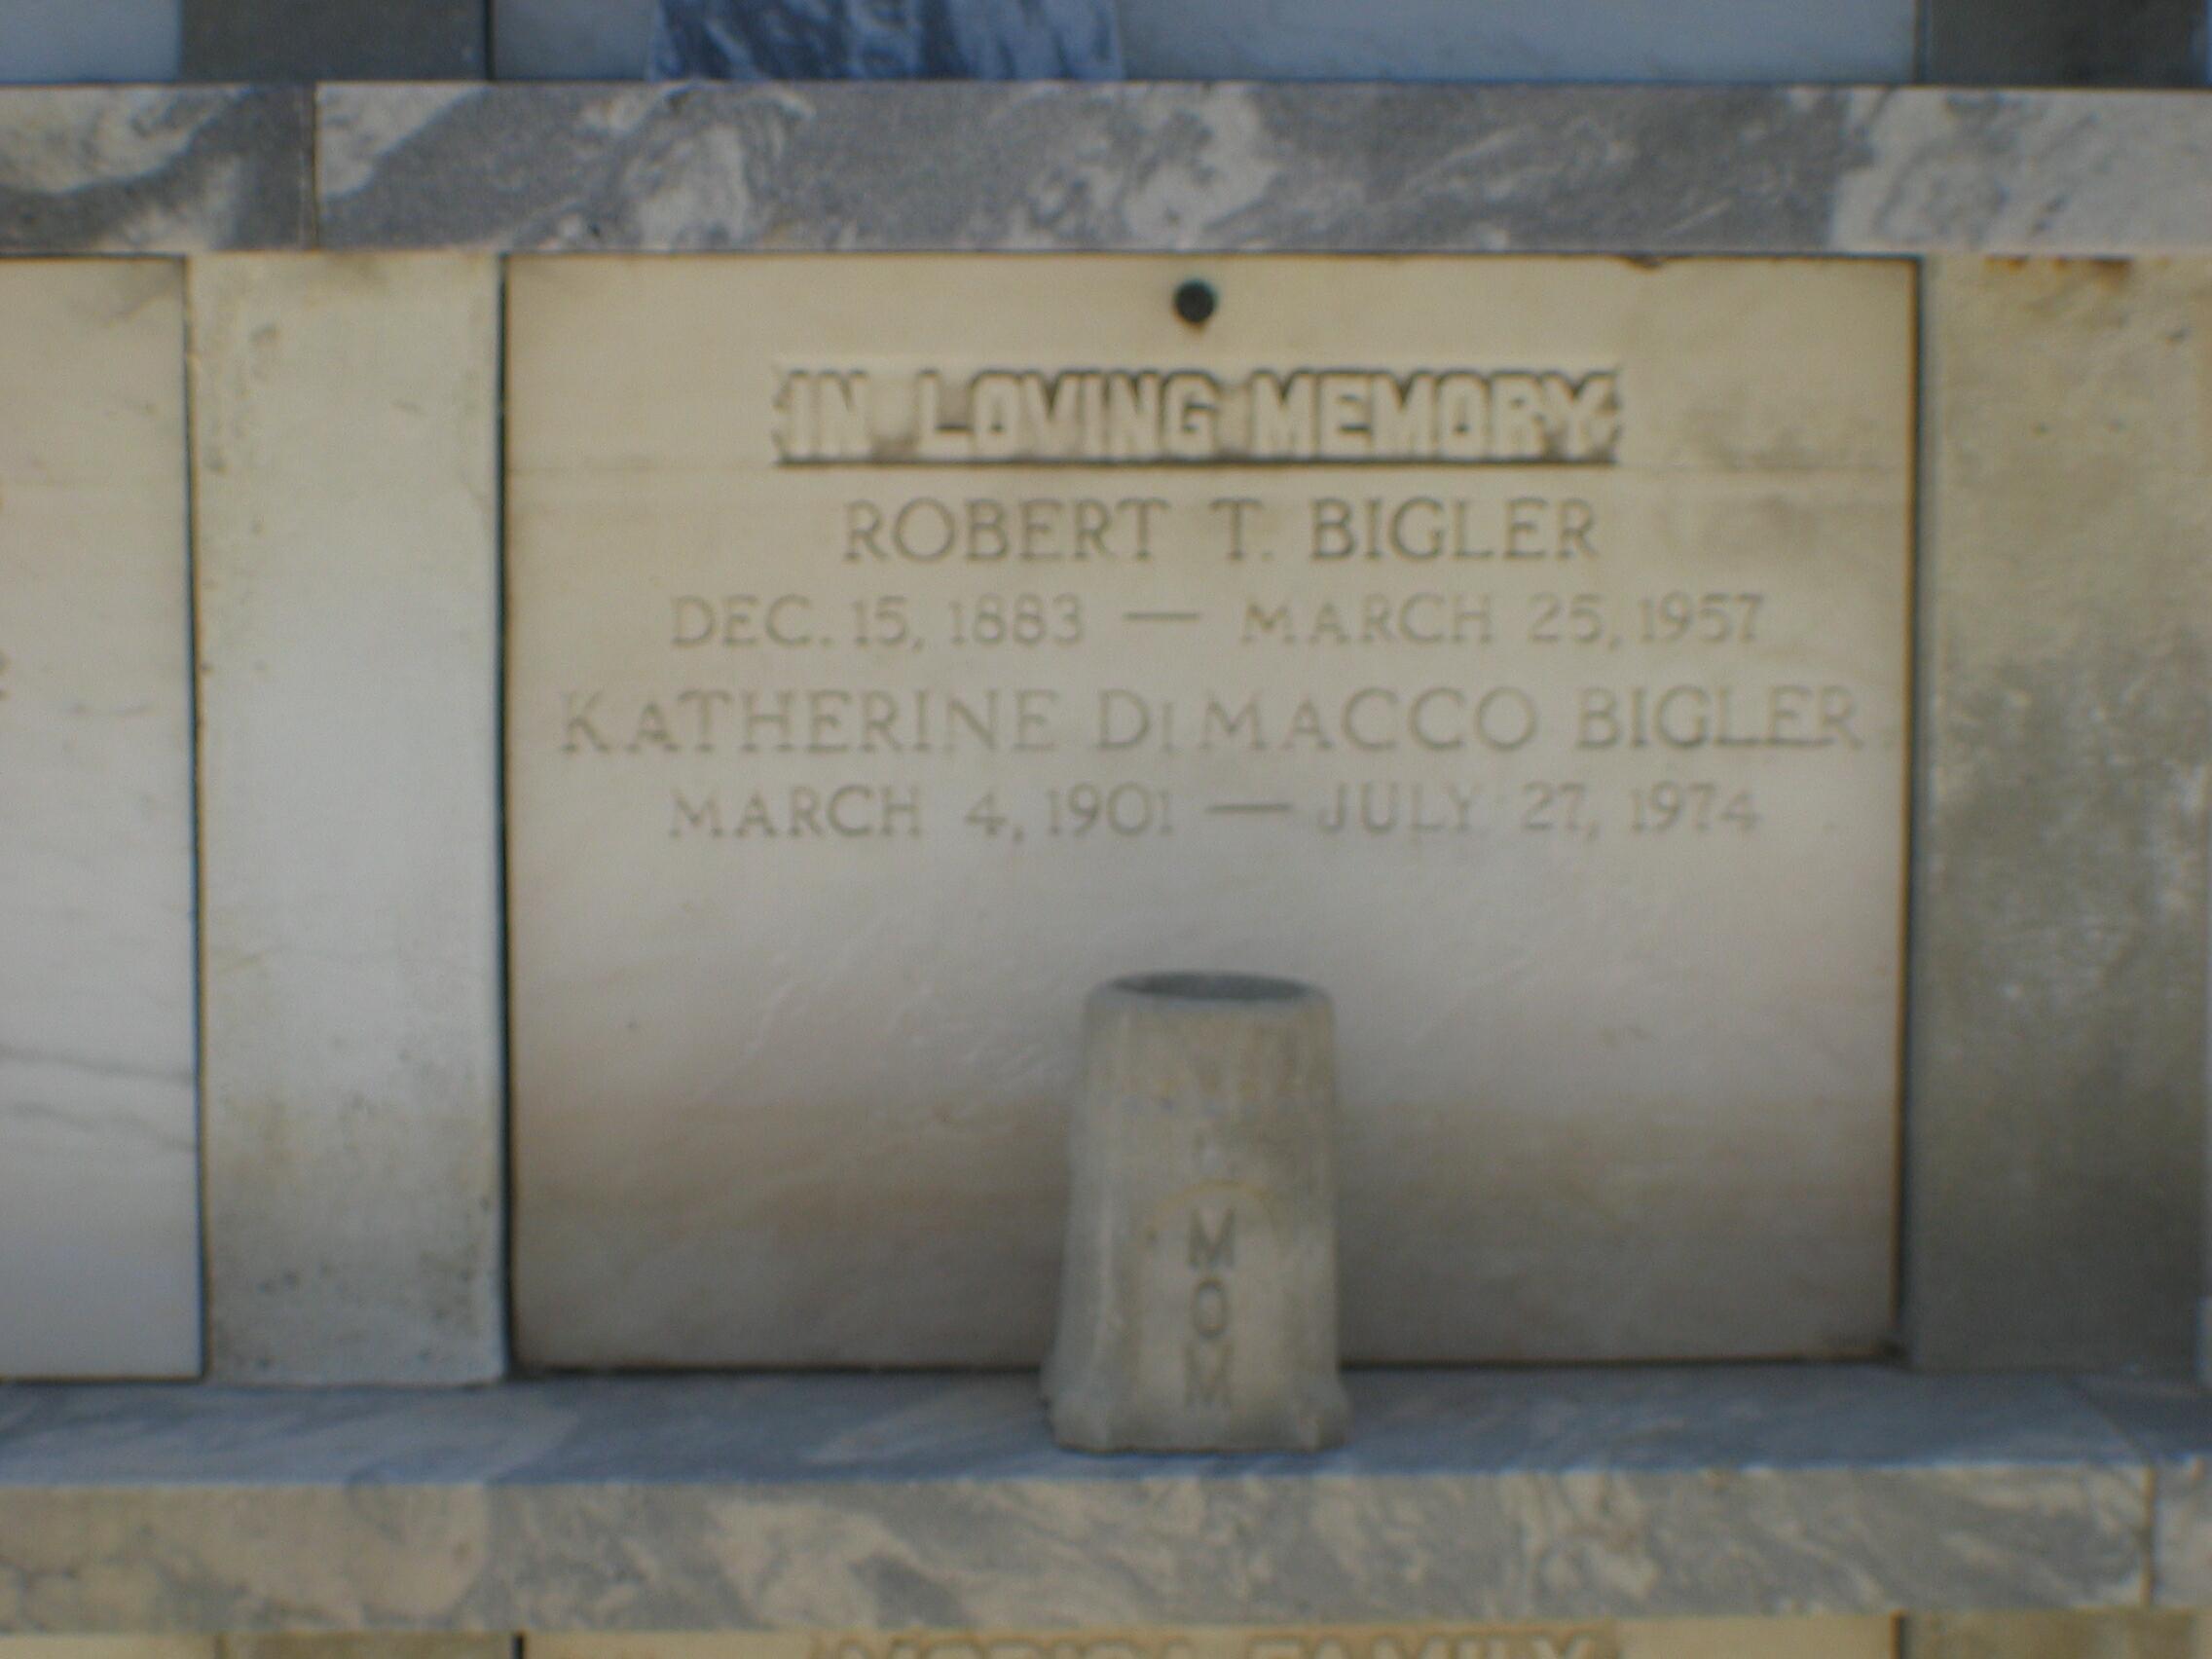 IN LOVING MEMORY
ROBERT T. BIGLER
DEC. 15, 1883 — MARCH 25, 1957
KATHERINE Di MACCO BIGLER
MARCH 4, 1901 — JULY 27, 1974
MOM
FAMILY